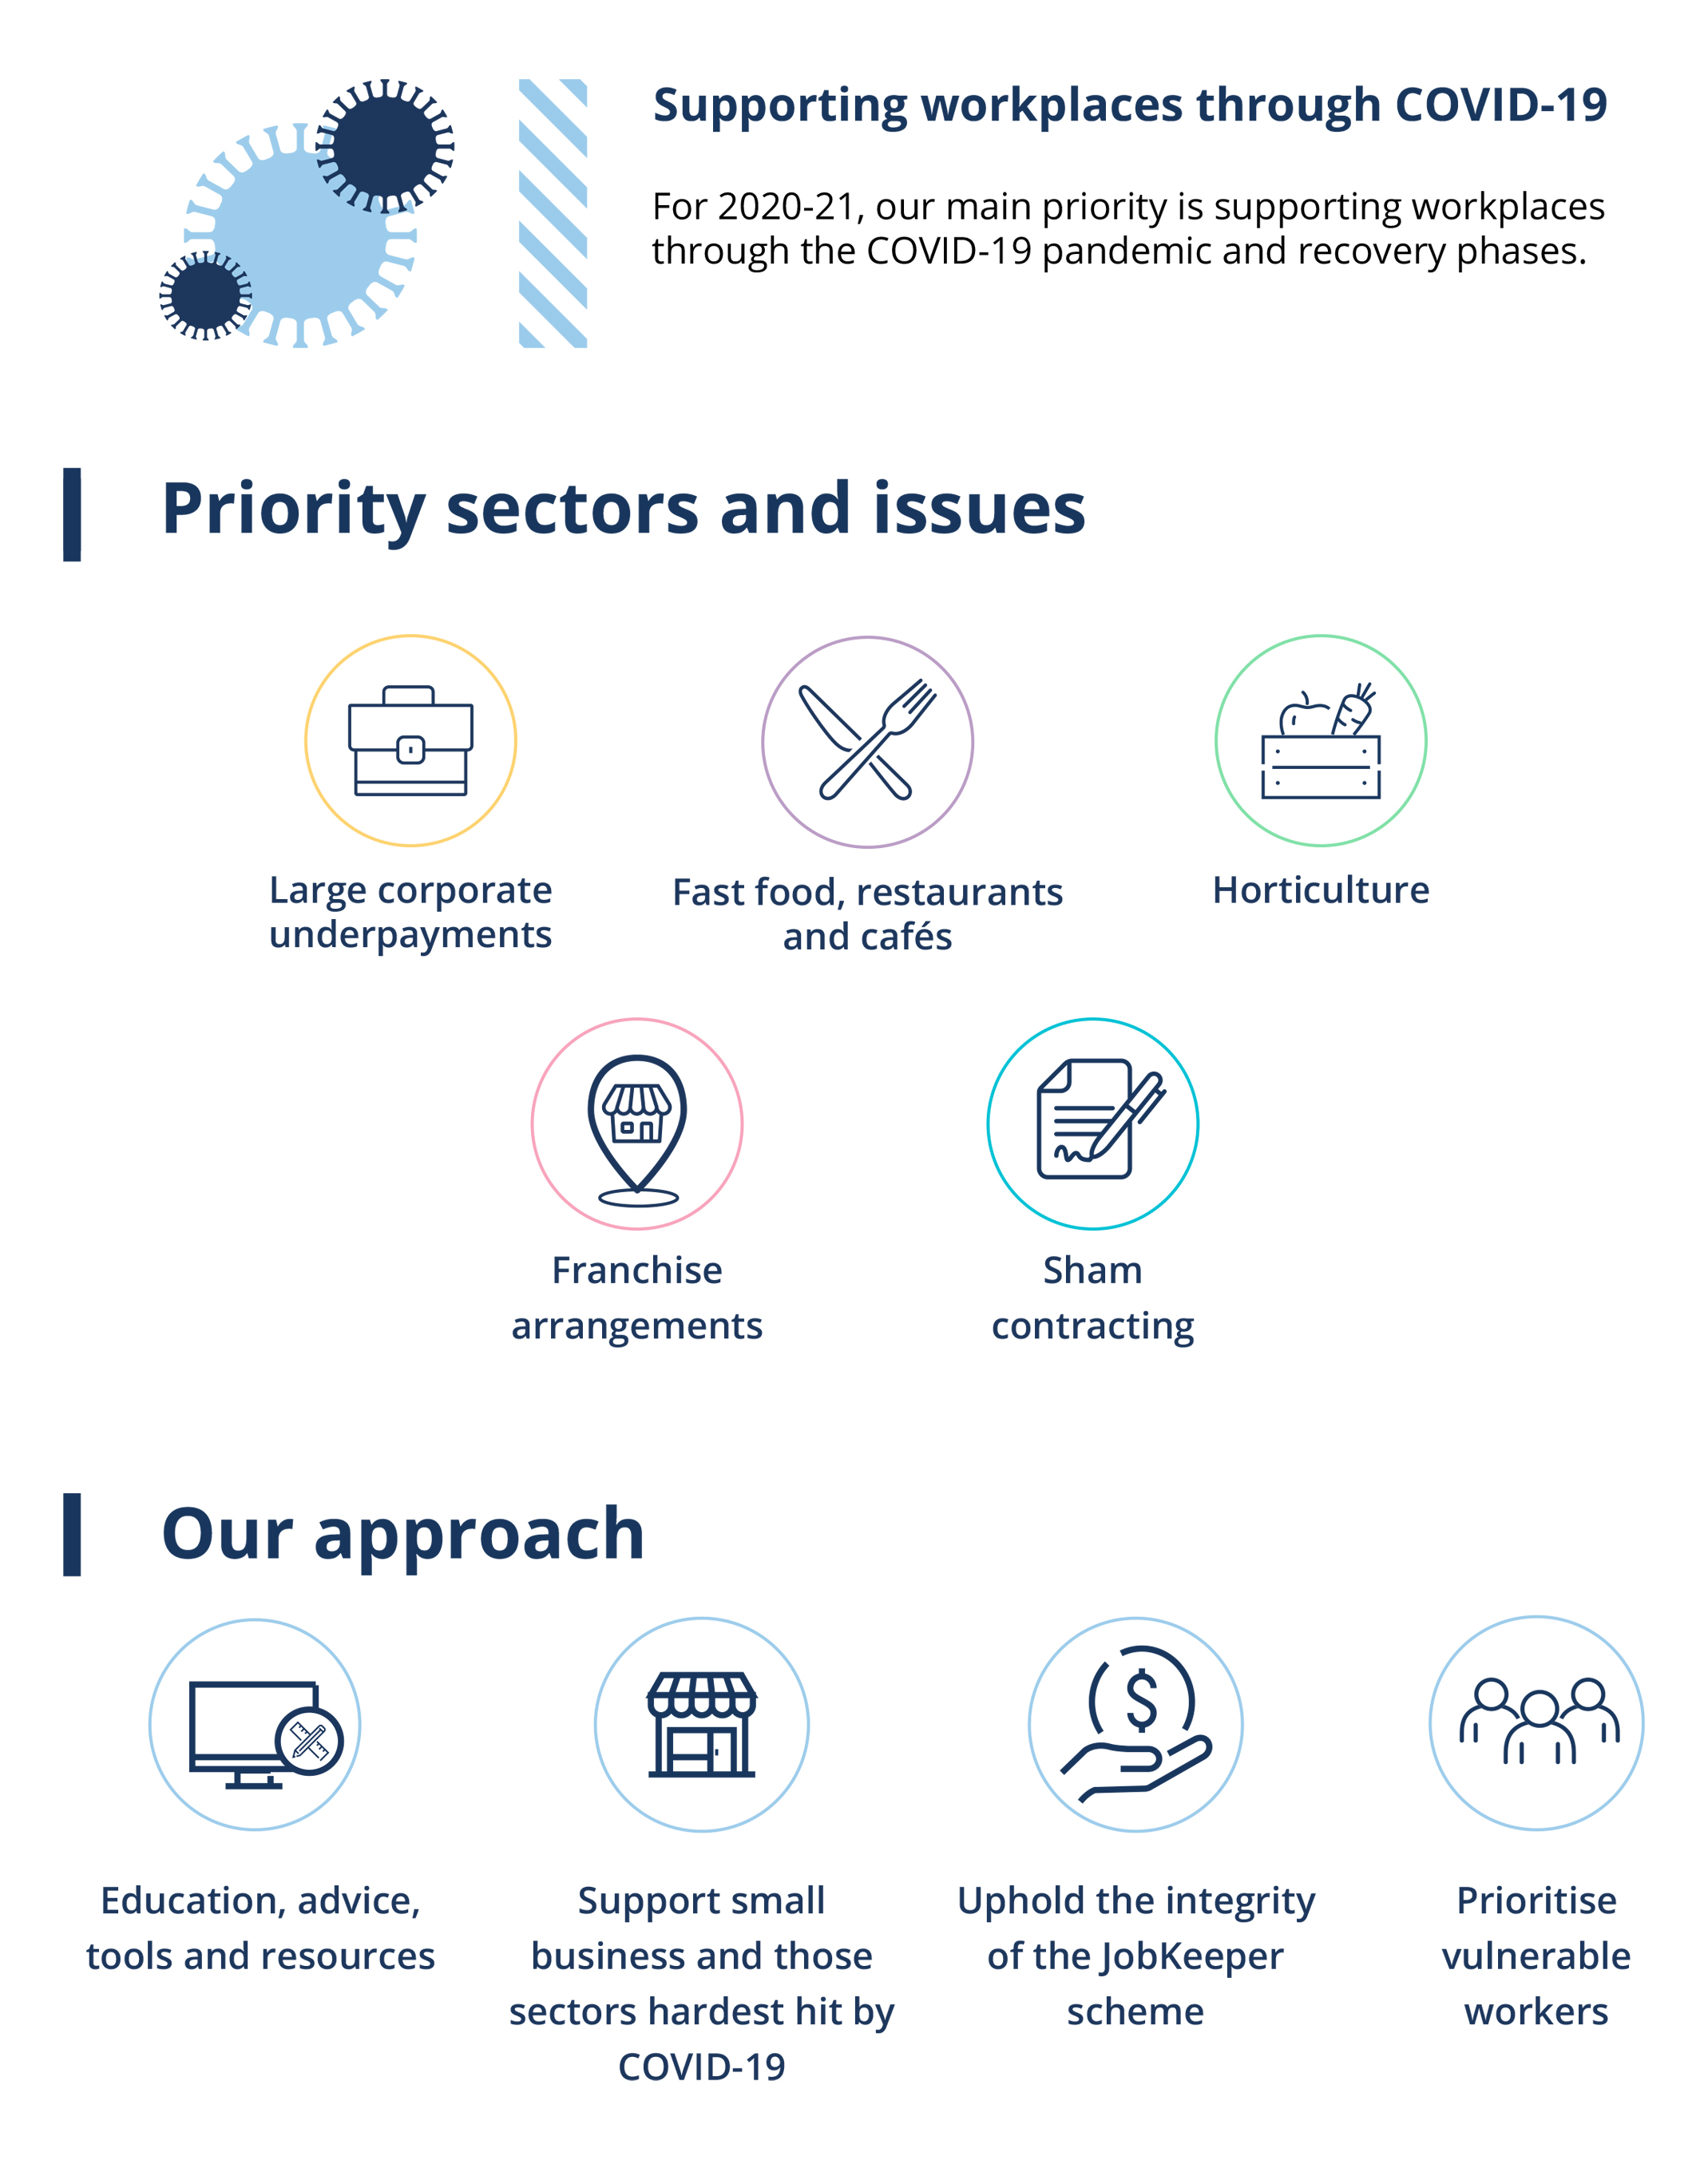 Supporting workplaces through COVID-19
For 2020-21, our main priority is supporting workplaces
through the COVID-19 pandemic and recovery phases.
Priority sectors and issues
Large corporate
underpayments
Fast food, restaurants
and cafés
Horticulture
Franchise
arrangements
Sham
contracting
Our approach
Education, advice,
tools and resources
Support small
business and those
sectors hardest hit by
COVID-19
Uphold the integrity
of the JobKeeper
scheme
Prioritise
vulnerable
workers